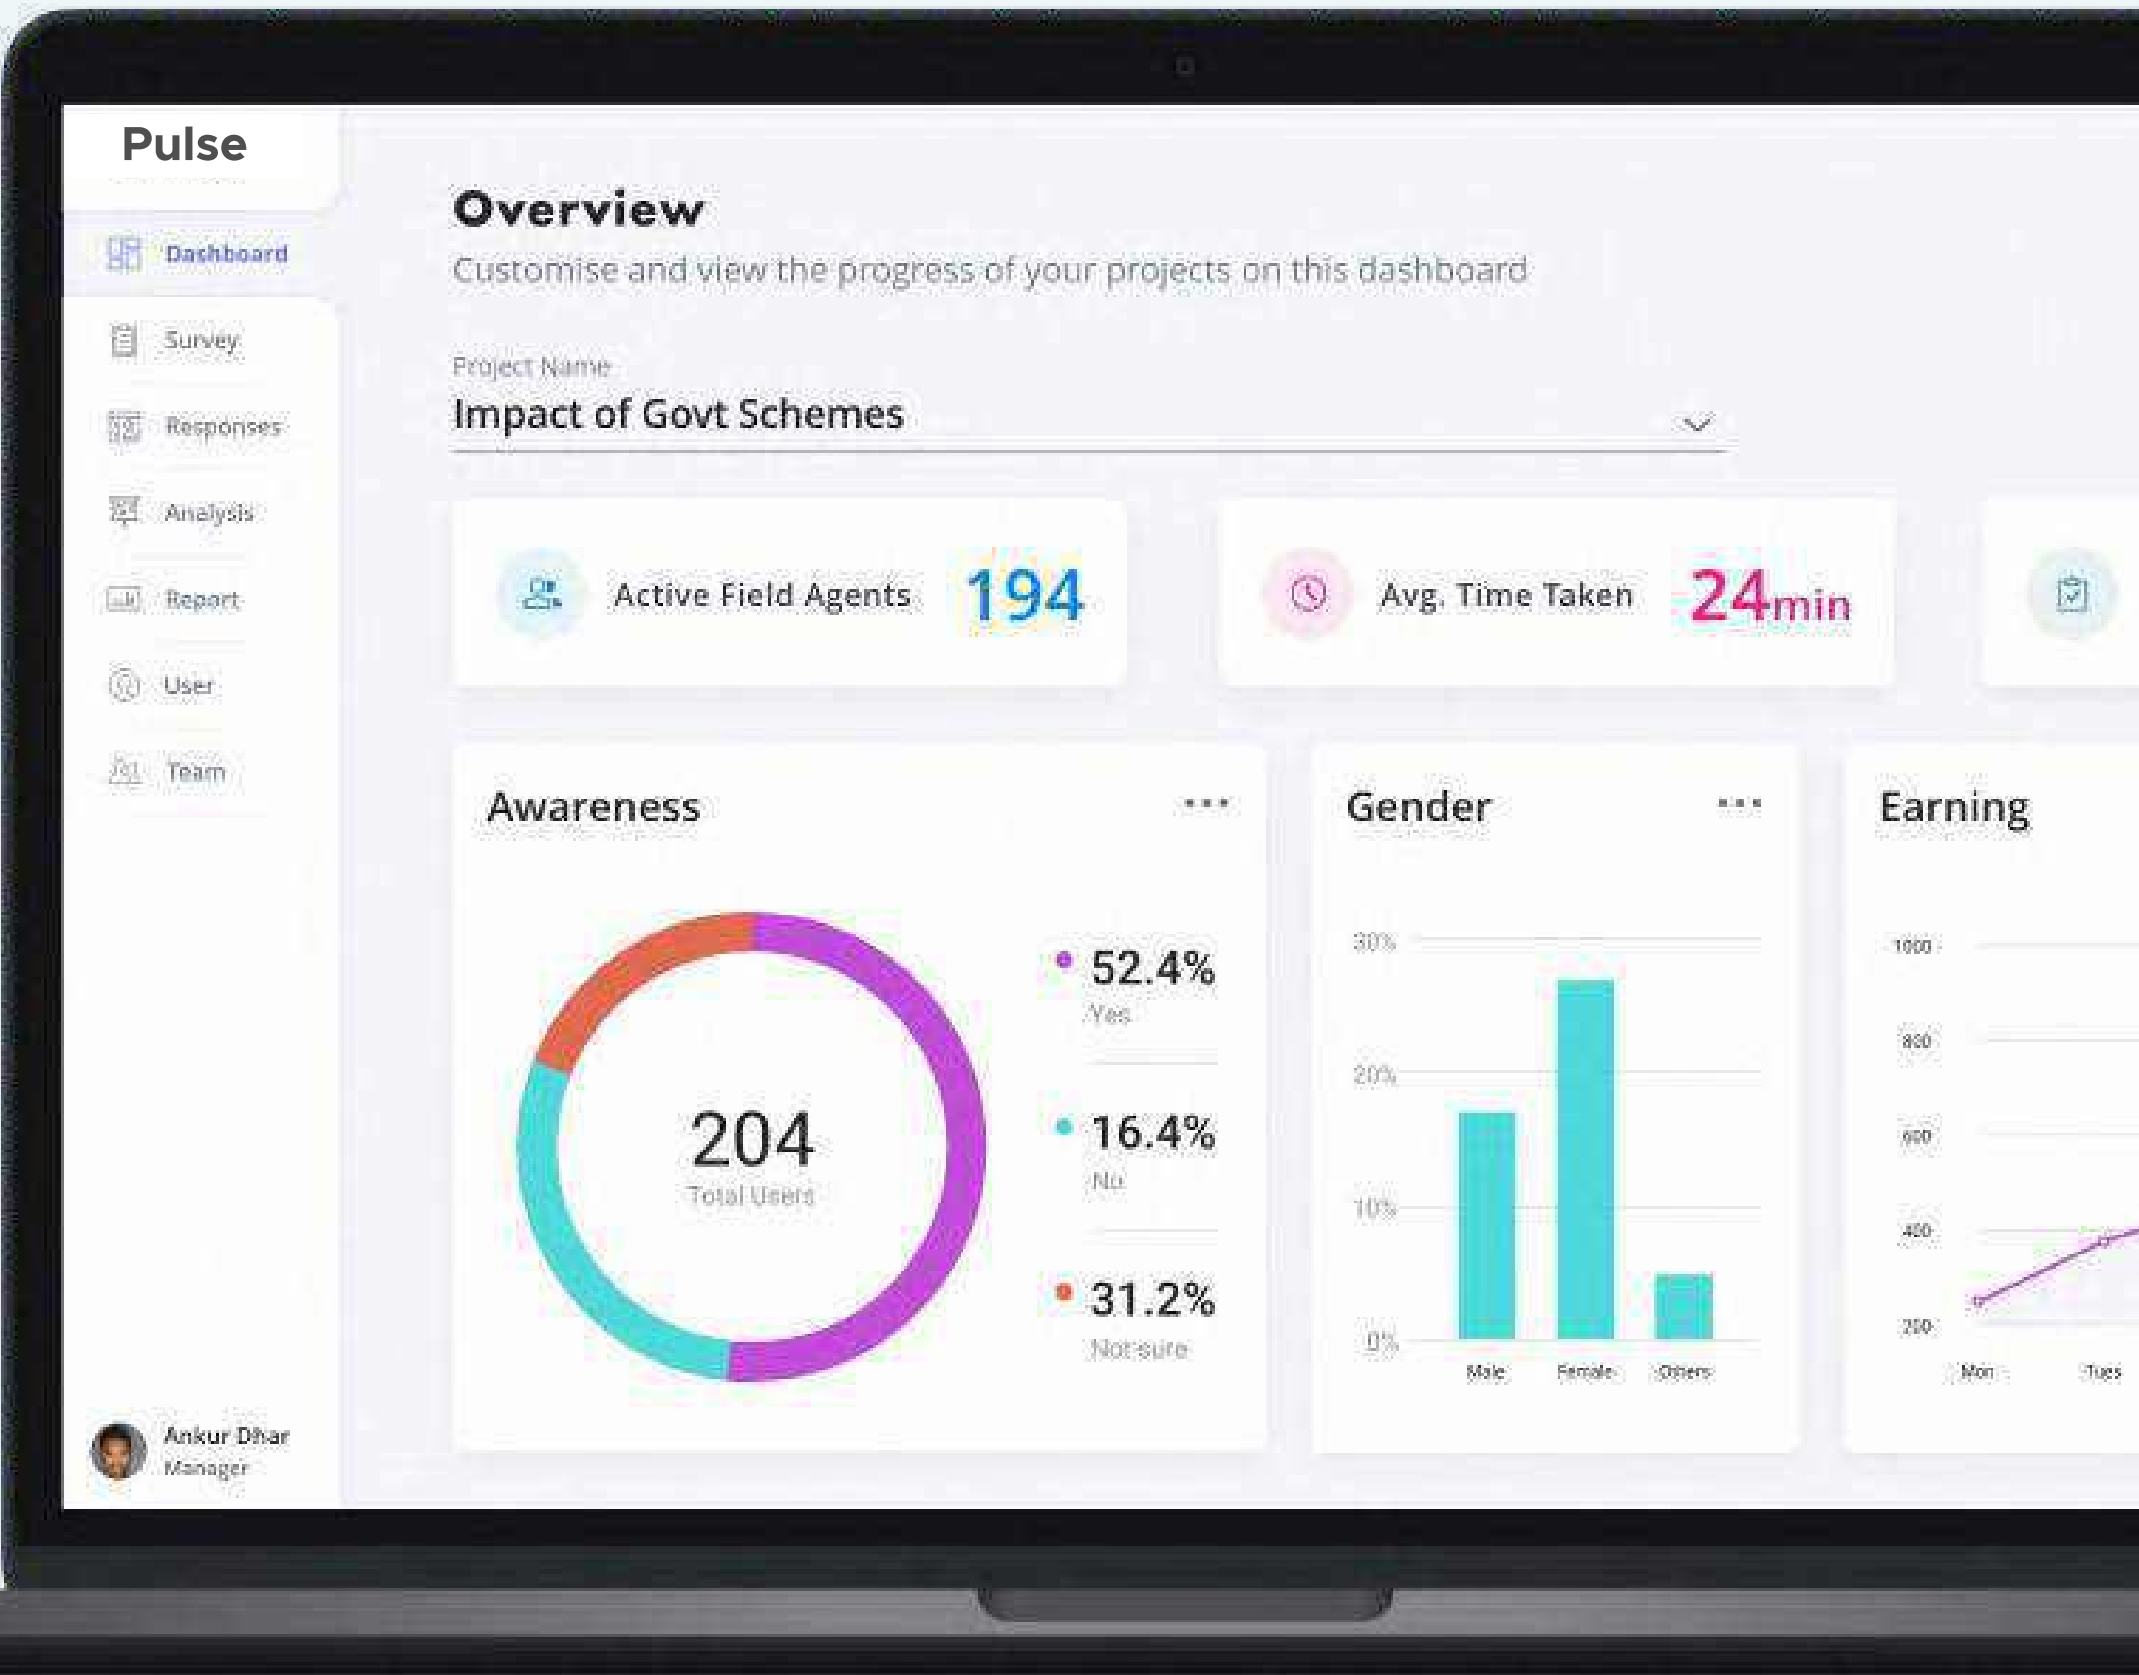 Pulse
Dashboard
Survey
Responses
Analysis
Report
User
Team
Ankur Dhar
Manager
Overview
Customise and view the progress of your projects on this dashboard
Project Name
Impact of Govt Schemes
Active Field Agents 194
Avg. Time Taken 24min
Awareness
204
Total Users
52.4%
Yes
16.4%
No
31.2%
Not sure
Gender
30%
20%
10%
0%
Male Female Others
Earning
1000
800
600
400
200
Mon Tues